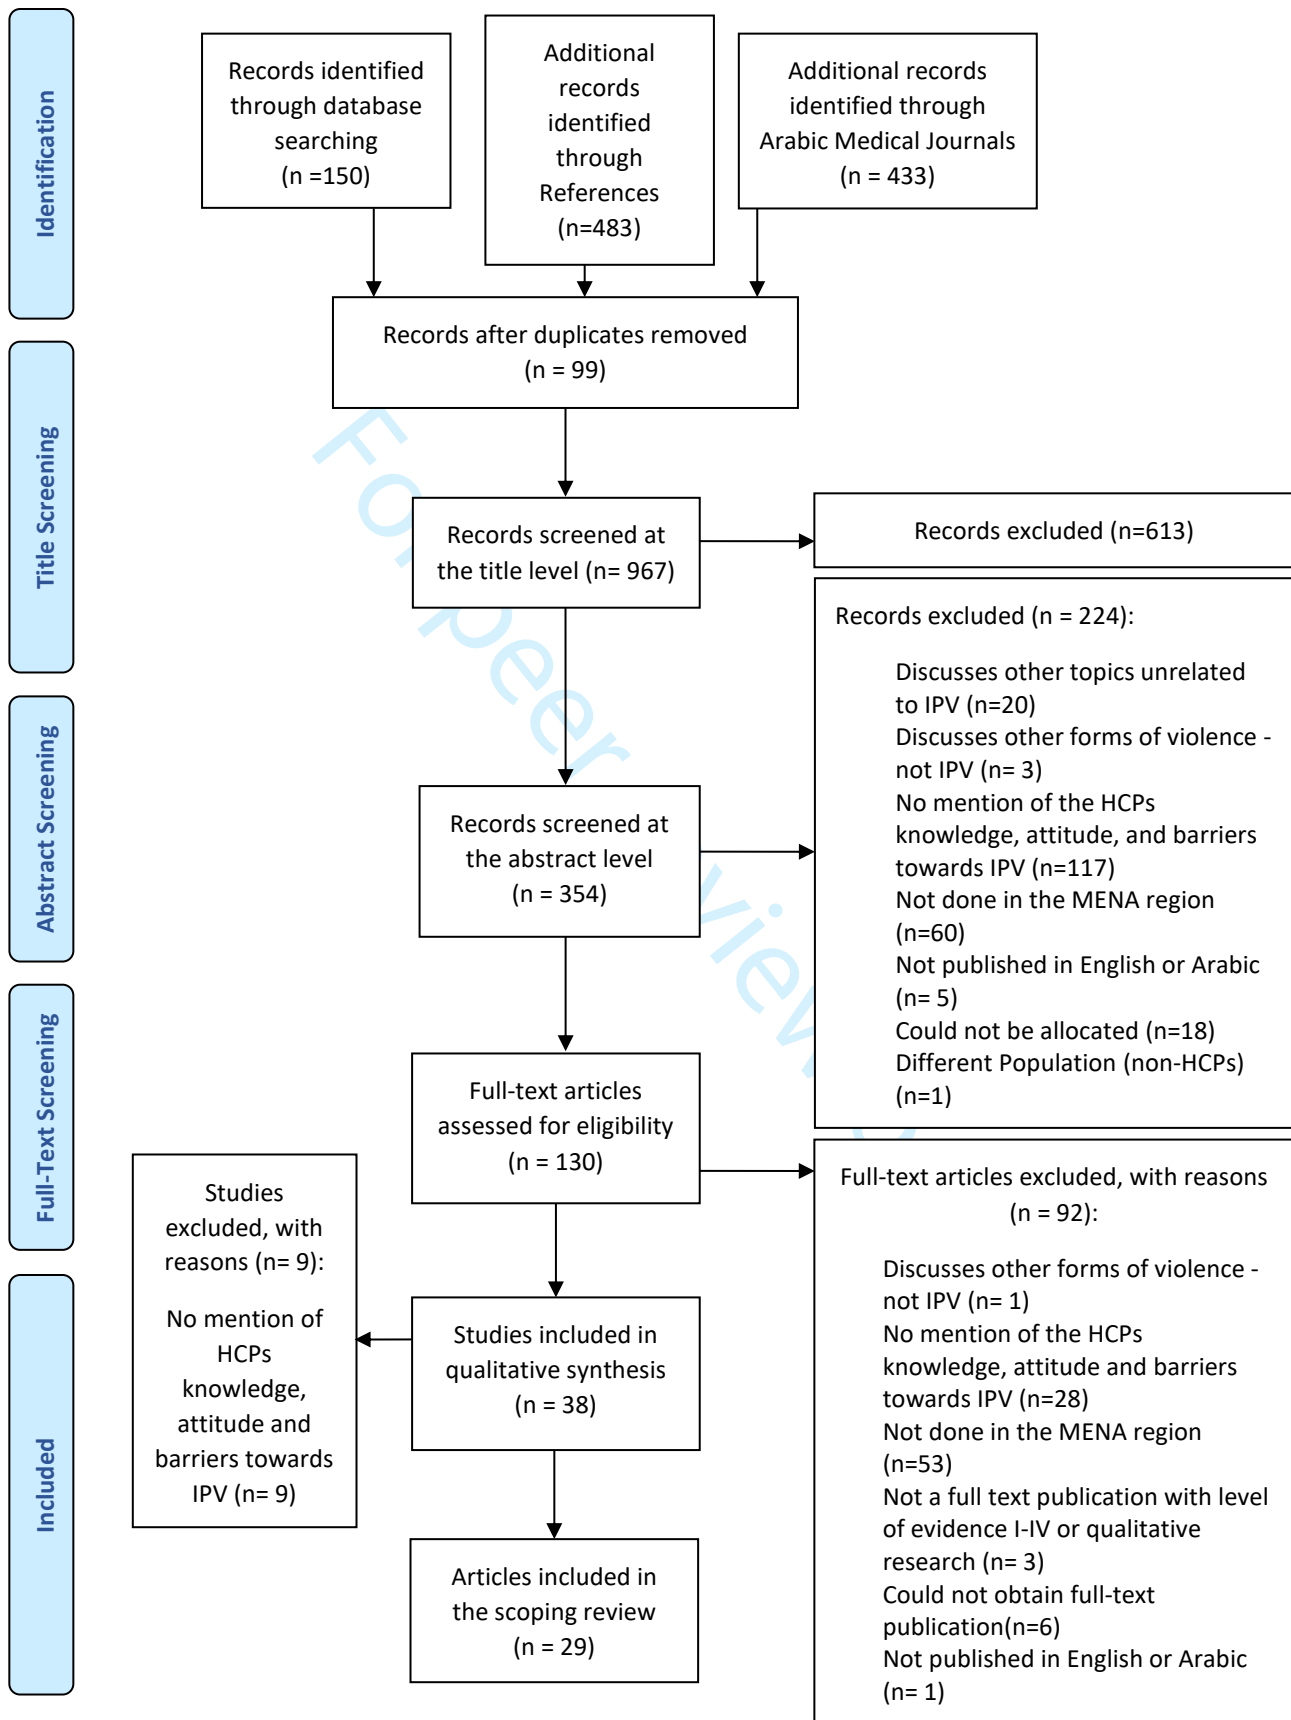 Identification
Records identified
through database
searching
(n =150)
Additional
records
identified
through
References
(n=483)
Additional records
identified through
Arabic Medical Journals
(n = 433)
Records after duplicates removed
(n = 99)
Title Screening
Records screened at
the title level (n= 967)
Records excluded (n=613)
Abstract Screening
Records screened at
the abstract level
(n = 354)
Records excluded (n = 224):
Discusses other topics unrelated
to IPV (n=20)
Discusses other forms of violence -
not IPV (n= 3)
No mention of the HCPs
knowledge, attitude, and barriers
towards IPV (n=117)
Not done in the MENA region
(n=60)
Not published in English or Arabic
(n= 5)
Could not be allocated (n=18)
Different Population (non-HCPs)
(n=1)
Full-Text Screening
Full-text articles
assessed for eligibility
(n = 130)
Full-text articles excluded, with reasons
(n = 92):
Discusses other forms of violence -
not IPV (n= 1)
No mention of the HCPs
knowledge, attitude and barriers
towards IPV (n=28)
Not done in the MENA region
(n=53)
Not a full text publication with level
of evidence I-IV or qualitative
research (n= 3)
Could not obtain full-text
publication(n=6)
Not published in English or Arabic
(n= 1)
Studies
excluded, with
reasons (n= 9):
No mention of
HCPs
knowledge,
attitude and
barriers towards
IPV (n= 9)
Included
Studies included in
qualitative synthesis
(n = 38)
Articles included in
the scoping review
(n = 29)
For peer view